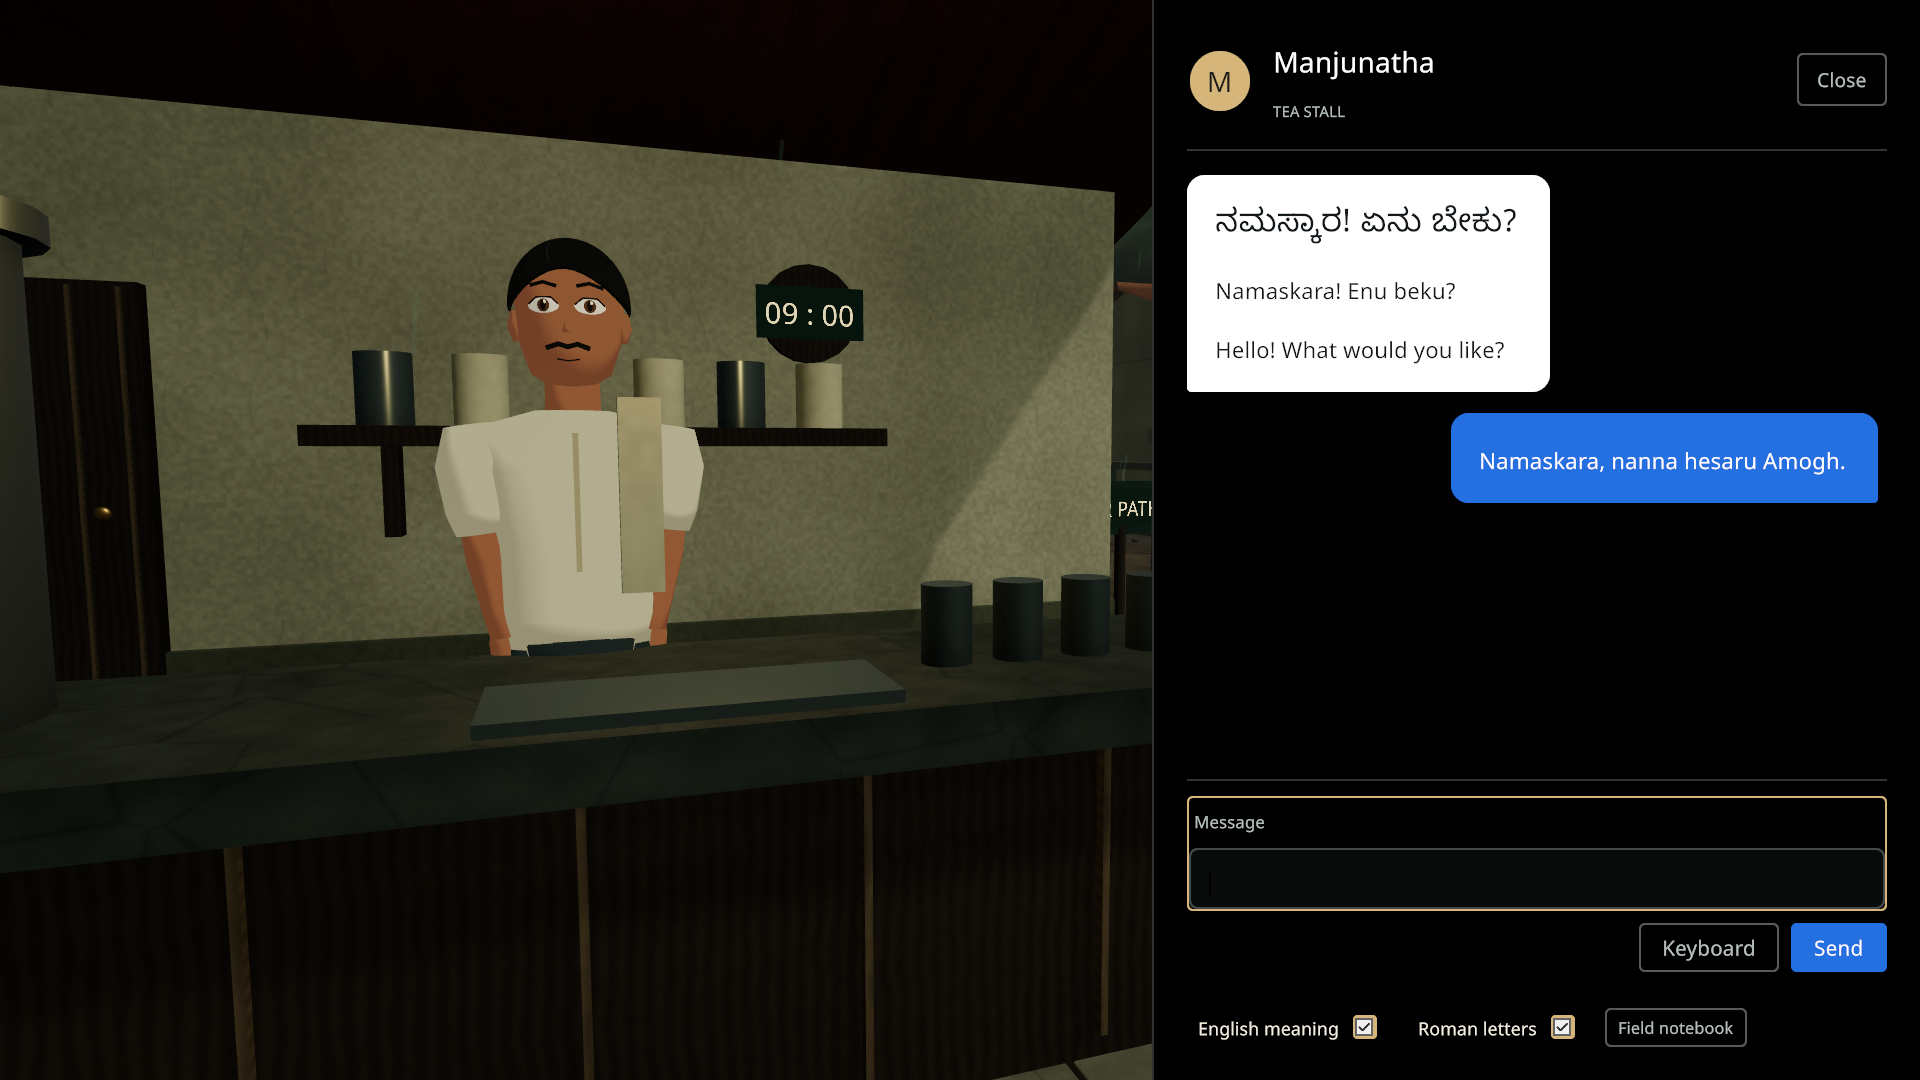 09 : 00
PATH
M
Manjunatha
TEA STALL
Close
ನಮಸ್ಕಾರ! ಏನು ಬೇಕು?
Namaskara! Enu beku?
Hello! What would you like?
Namaskara, nanna hesaru Amogh.
Message
Keyboard
Send
English meaning
Roman letters
Field notebook